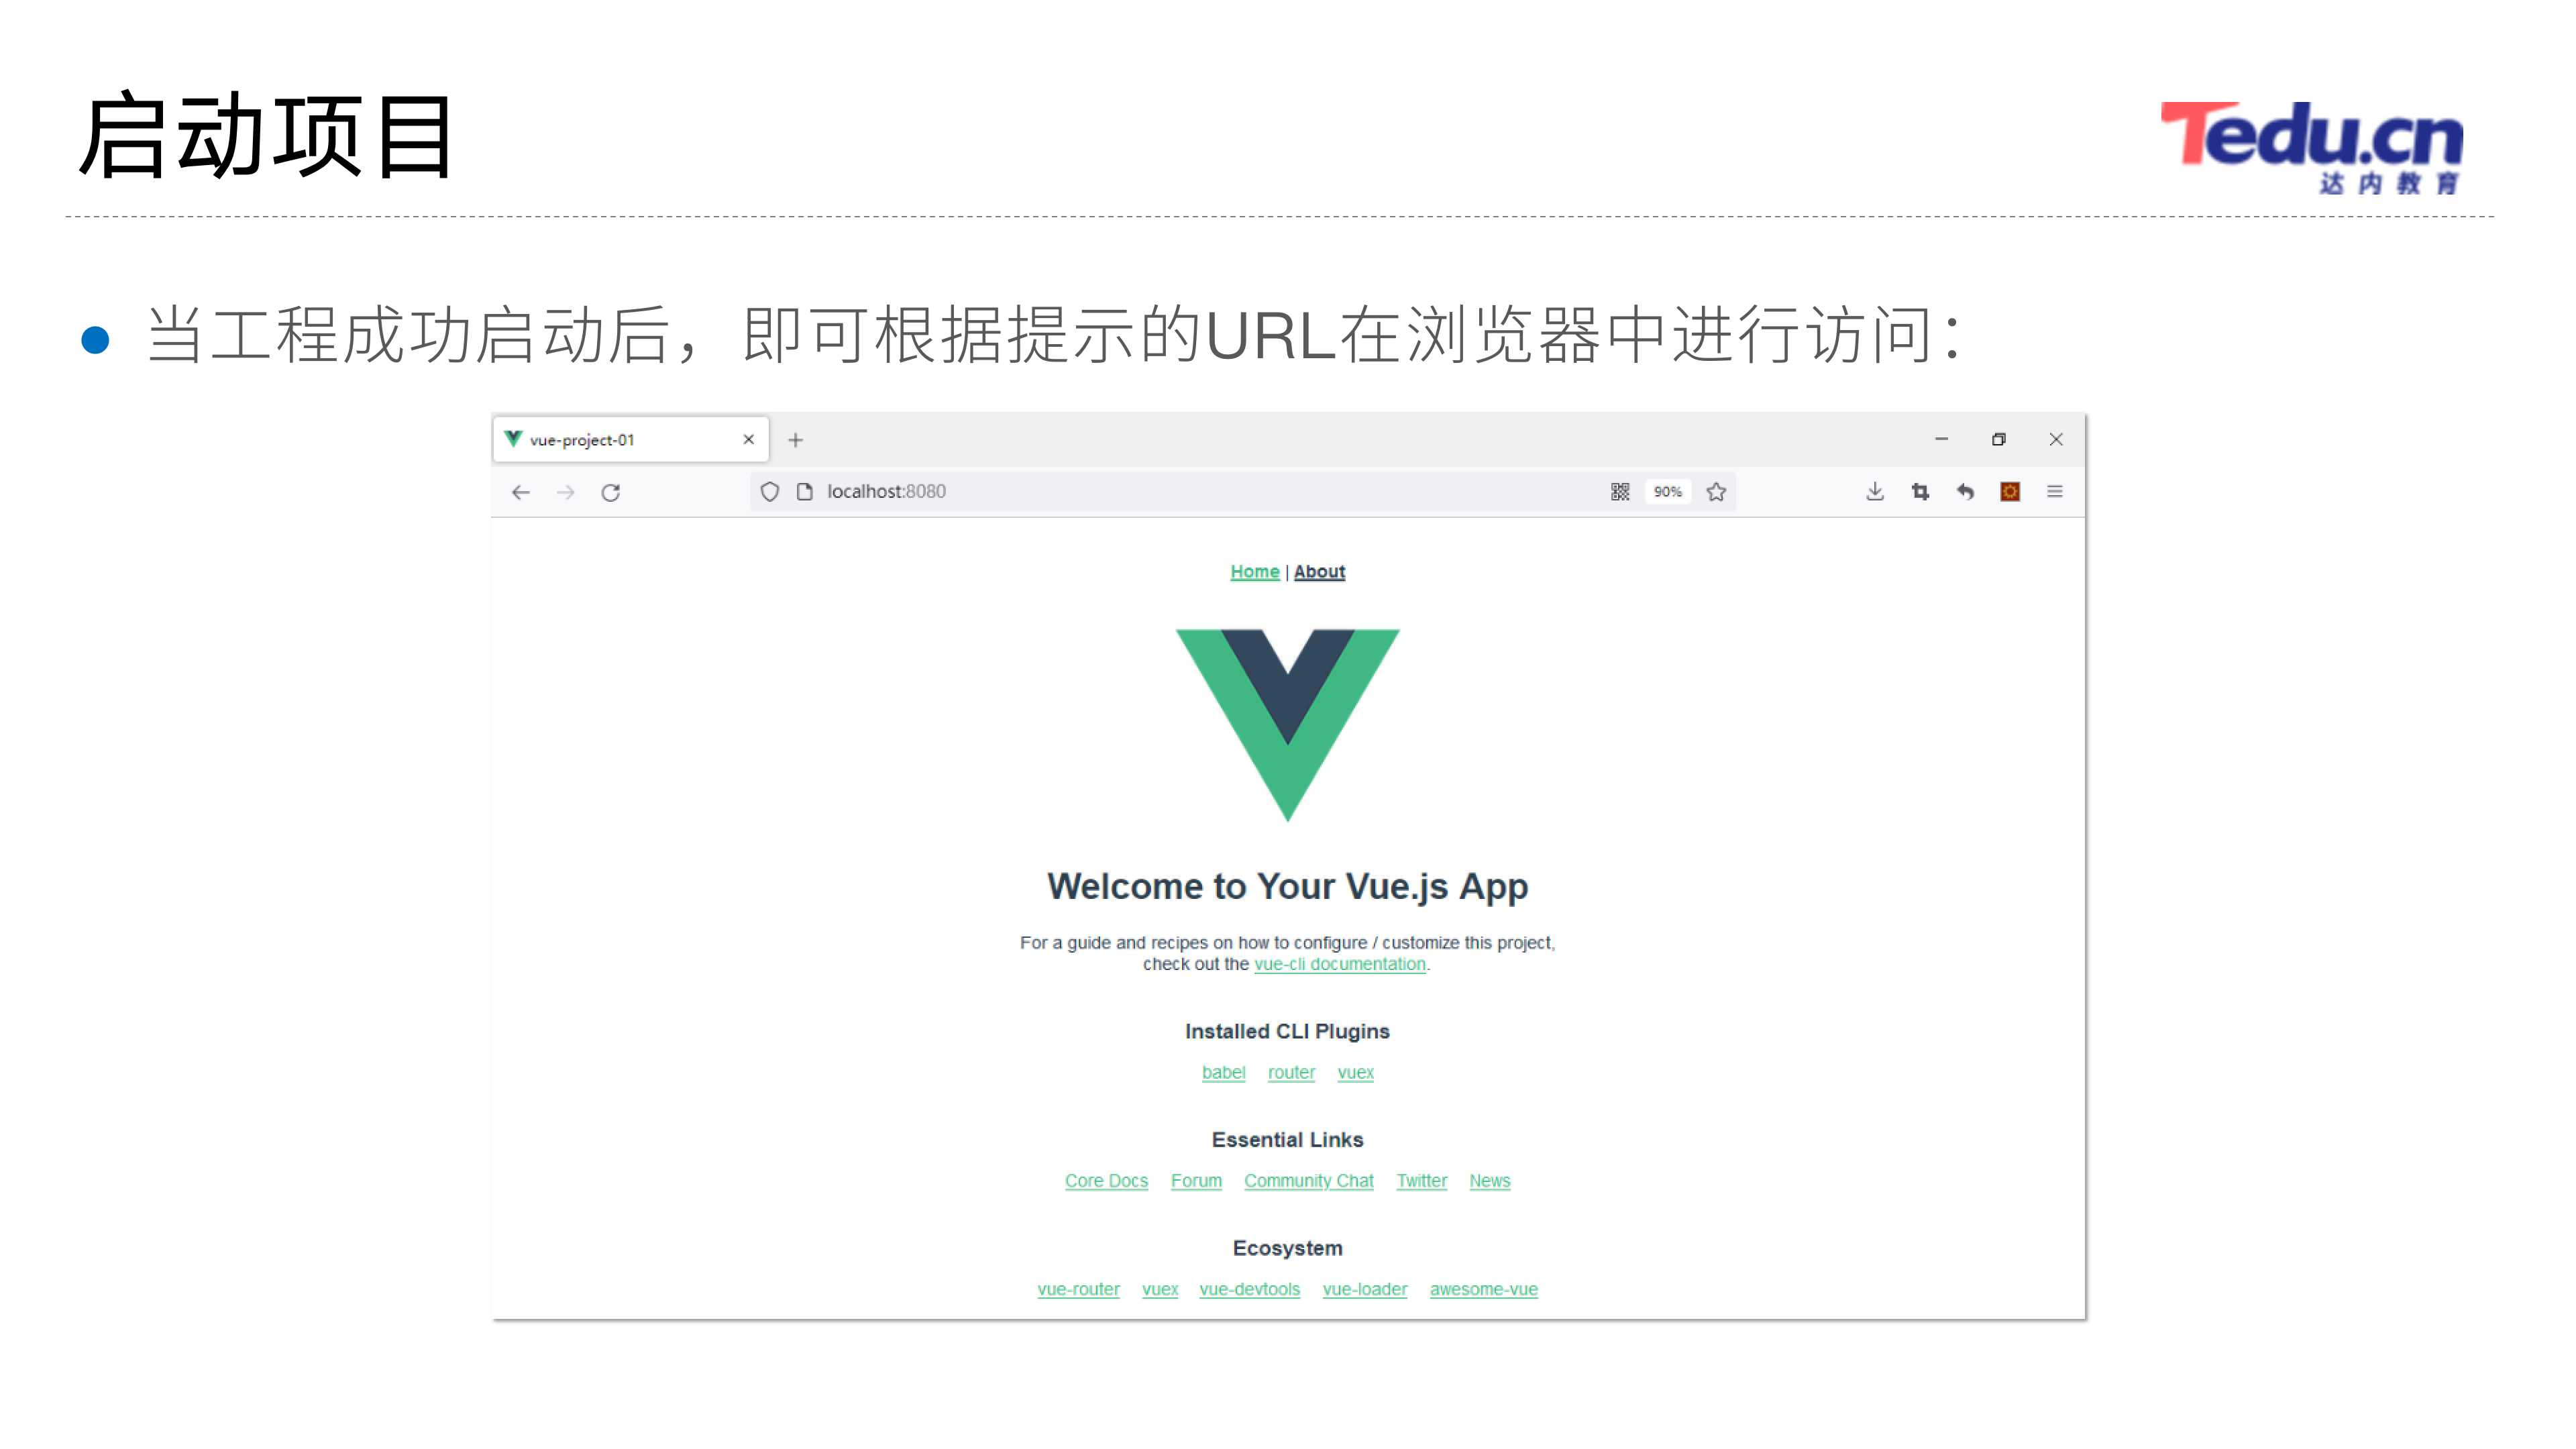 启动项目
Tedu.cn
达内教育
当工程成功启动后，即可根据提示的URL在浏览器中进行访问：
vue-project-01
localhost:8080
90%
Home | About
Welcome to Your Vue.js App
For a guide and recipes on how to configure / customize this project,
check out the vue-cli documentation.
Installed CLI Plugins
babel router vuex
Essential Links
Core Docs Forum Community Chat Twitter News
Ecosystem
vue-router vuex vue-devtools vue-loader awesome-vue